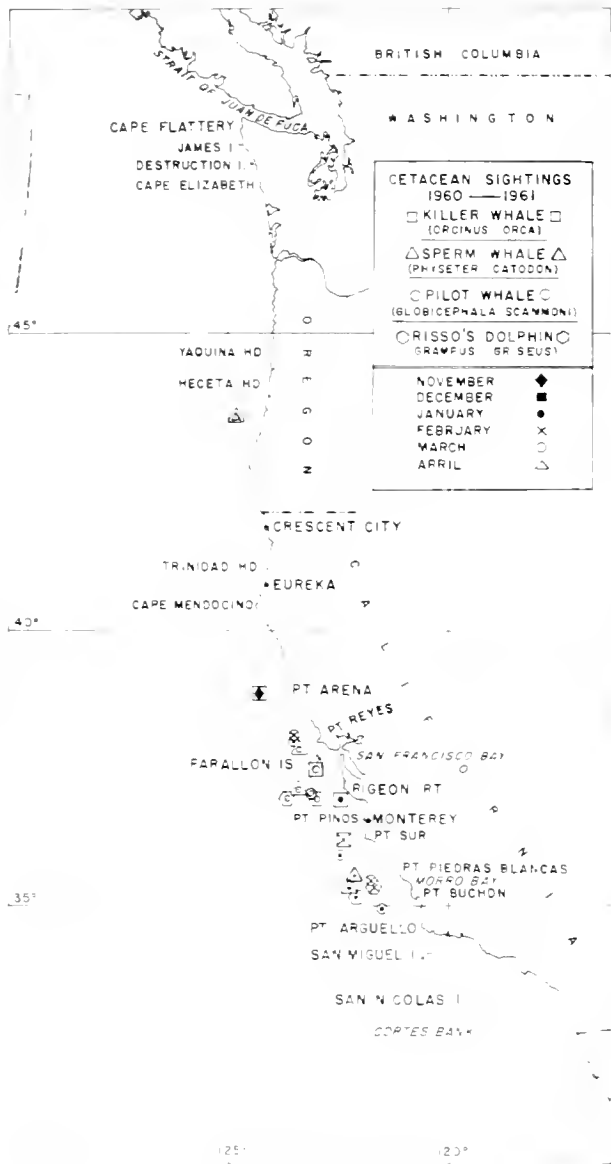 BRITISH COLUMBIA
STRAIT OF JUAN DE FUCA
WASHINGTON
CAPE FLATTERY
JAMES I
DESTRUCTION I.
CAPE ELIZABETH
CETACEAN SIGHTINGS
1960 — 1961
KILLER WHALE
(ORCINUS ORCA)
SPERM WHALE
(PHYSETER CATODON)
PILOT WHALE
(GLOBICEPHALA SCAMMONI)
RISSO'S DOLPHIN
GRAMPUS GRISEUS)
45°
OREGON
YAQUINA HD
HECETA HD
NOVEMBER
DECEMBER
JANUARY
FEBRUARY
MARCH
APRIL
CRESCENT CITY
TRINIDAD HD
EUREKA
CAPE MENDOCINO
40°
CALIFORNIA
PT ARENA
PT REYES
SAN FRANCISCO BAY
FARALLON IS
PIGEON PT
PT PINOS
MONTEREY
PT SUR
PT PIEDRAS BLANCAS
MORRO BAY
PT BUCHON
35°
PT ARGUELLO
SAN MIGUEL I.
SAN NICOLAS I
CORTES BANK
125°
120°